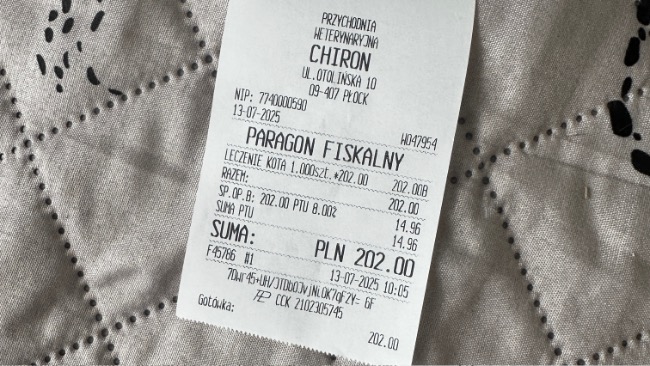 PRZYCHODNIA
WETERYNARYJNA
CHIRON
UL.OTOLIŃSKA 10
09-407 PŁOCK
NIP: 7740000590
13-07-2025 W047954
PARAGON FISKALNY
LECZENIE KOTA 1.000szt.*202.00 202.00B
RAZEM: 202.00
SP.OP.B: 202.00 PTU 8.00% 14.96
SUMA PTU 14.96
SUMA: PLN 202.00
F45766 #1 13-07-2025 10:05
CCK 2102305745
Gotówka: 202.00